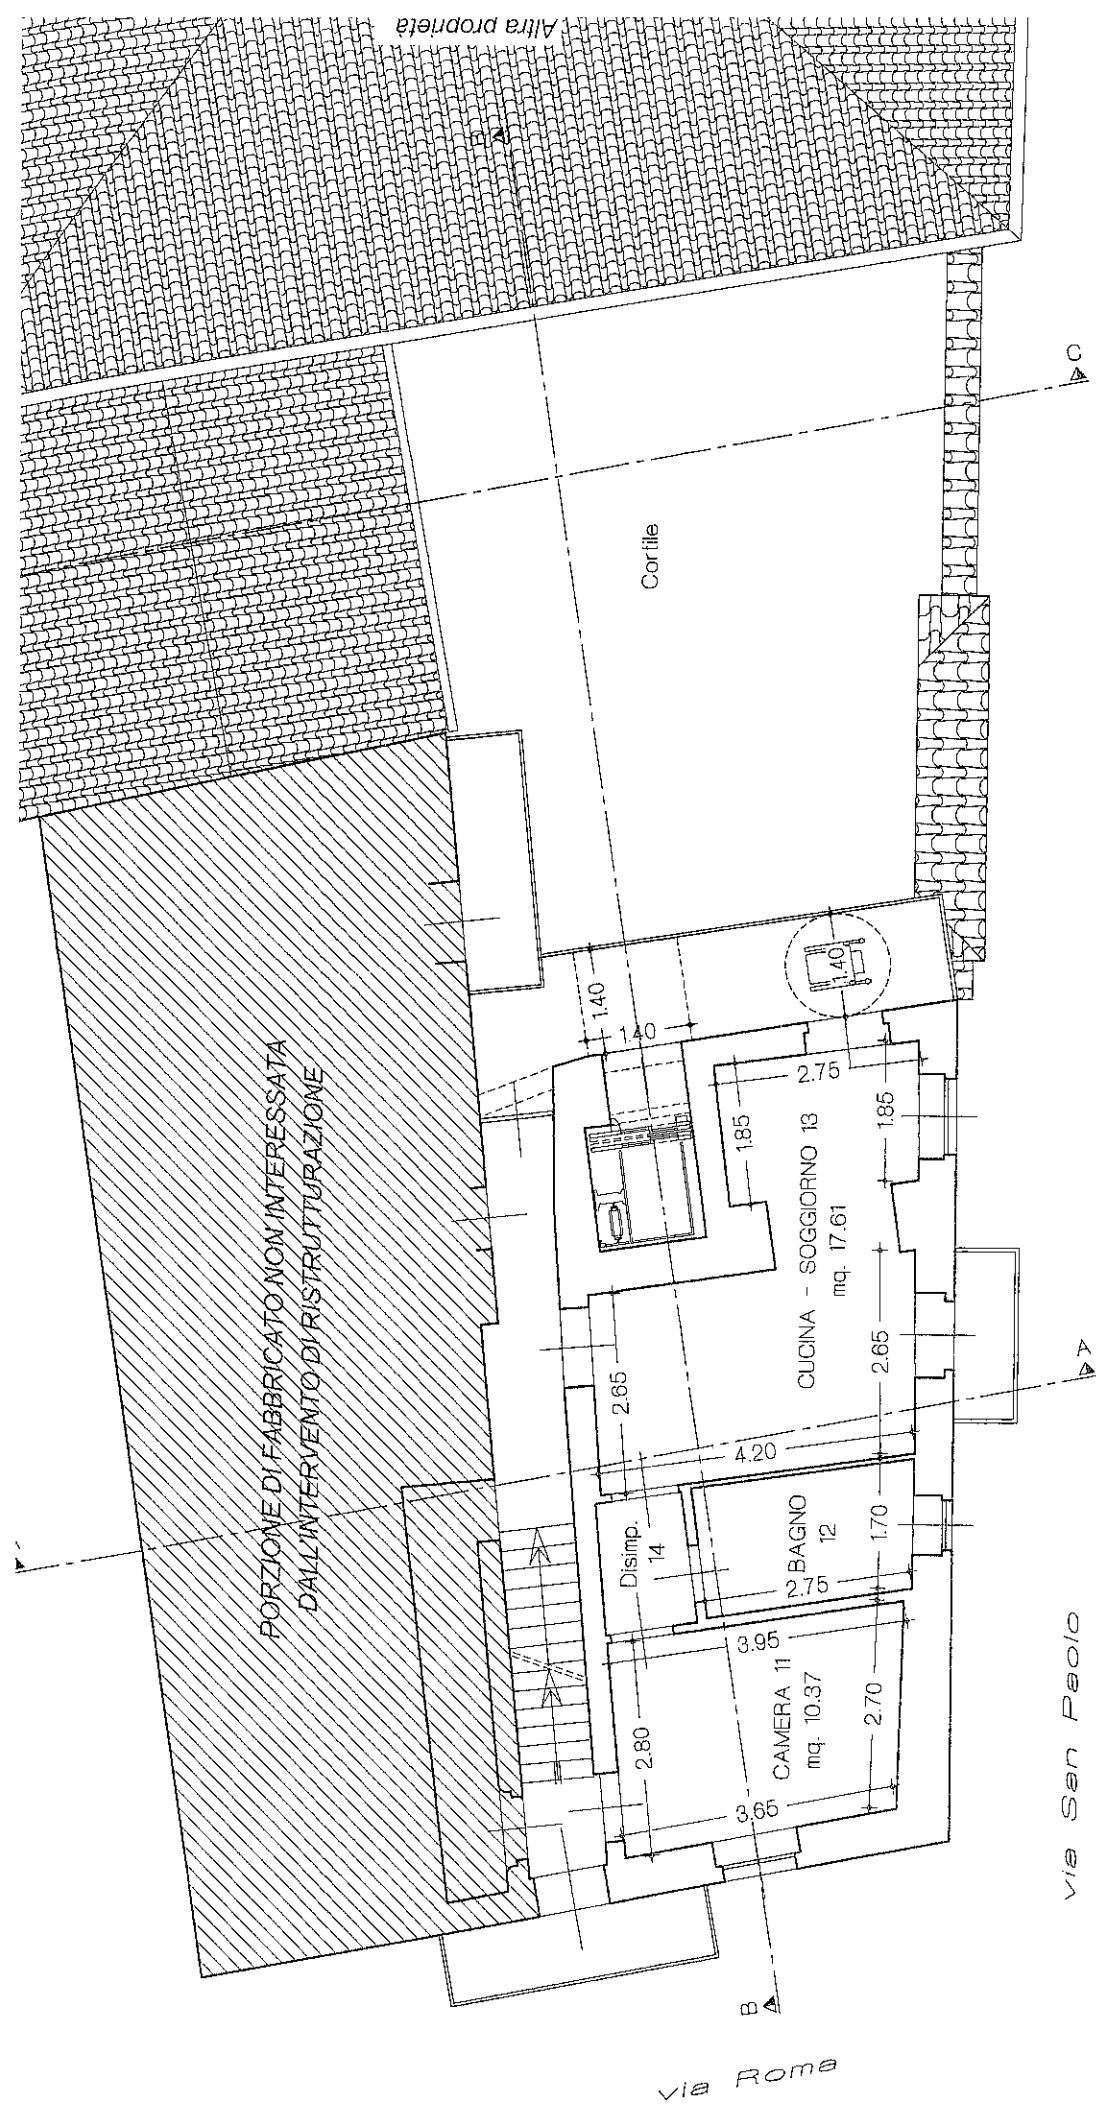 Altra proprietà
B
C
Cortile
PORZIONE DI FABBRICATO NON INTERESSATA
DALL'INTERVENTO DI RISTRUTTURAZIONE
1.40
1.40
1.40
2.75
1.85
1.85
CUCINA - SOGGIORNO 13
mq. 17.61
2.65
2.65
4.20
A
Disimp.
14
BAGNO
12
1.70
2.75
3.95
CAMERA 11
mq. 10.37
2.80
2.70
3.65
B
via San Paolo
via Roma